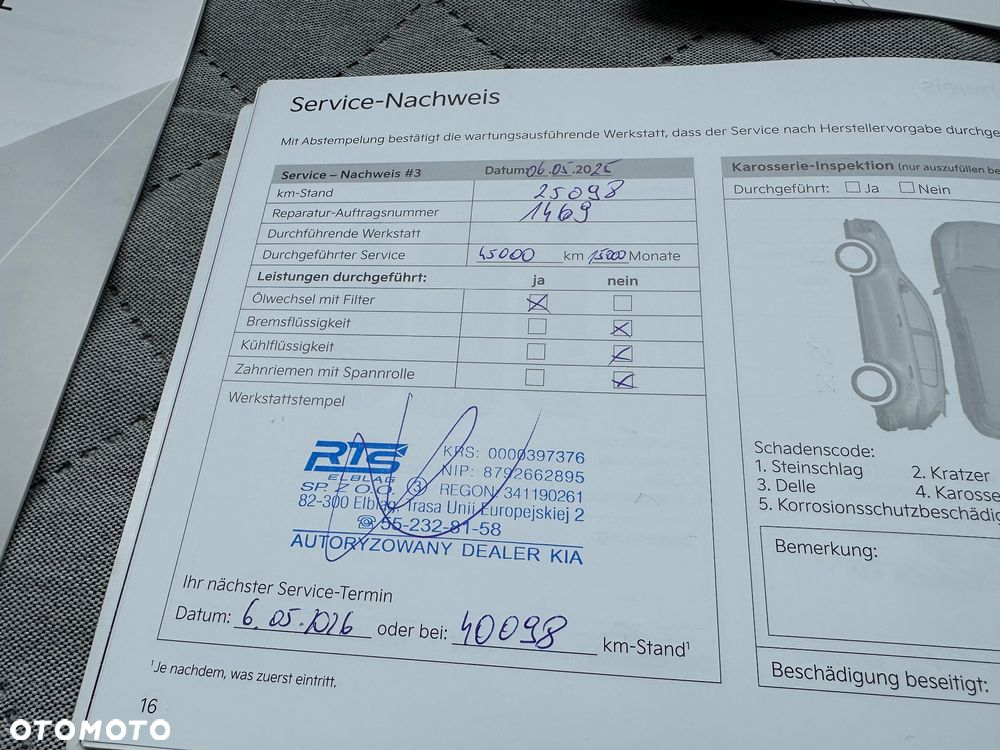 Service-Nachweis
Mit Abstempelung bestätigt die wartungsausführende Werkstatt, dass der Service nach Herstellervorgabe durchge
Service – Nachweis #3 Datum: 06.05.2025
km-Stand 25098
Reparatur-Auftragsnummer 1469
Durchführende Werkstatt
Durchgeführter Service 45000 km 15000 Monate
Leistungen durchgeführt: ja nein
Ölwechsel mit Filter
Bremsflüssigkeit
Kühlflüssigkeit
Zahnriemen mit Spannrolle
Werkstattstempel
RTS
ELBLĄG
SP. Z O.O. 3
KRS: 0000397376
NIP: 8792662895
REGON: 341190261
82-300 Elbląg, Trasa Unii Europejskiej 2
55-232-81-58
AUTORYZOWANY DEALER KIA
Ihr nächster Service-Termin
Datum: 6.05.2026 oder bei: 40098 km-Stand¹
¹Je nachdem, was zuerst eintritt.
16
Karosserie-Inspektion (nur auszufüllen be
Durchgeführt: Ja Nein
Schadenscode:
1. Steinschlag 2. Kratzer
3. Delle 4. Karosse
5. Korrosionsschutzbeschädig
Bemerkung:
Beschädigung beseitigt:
OTOMOTO